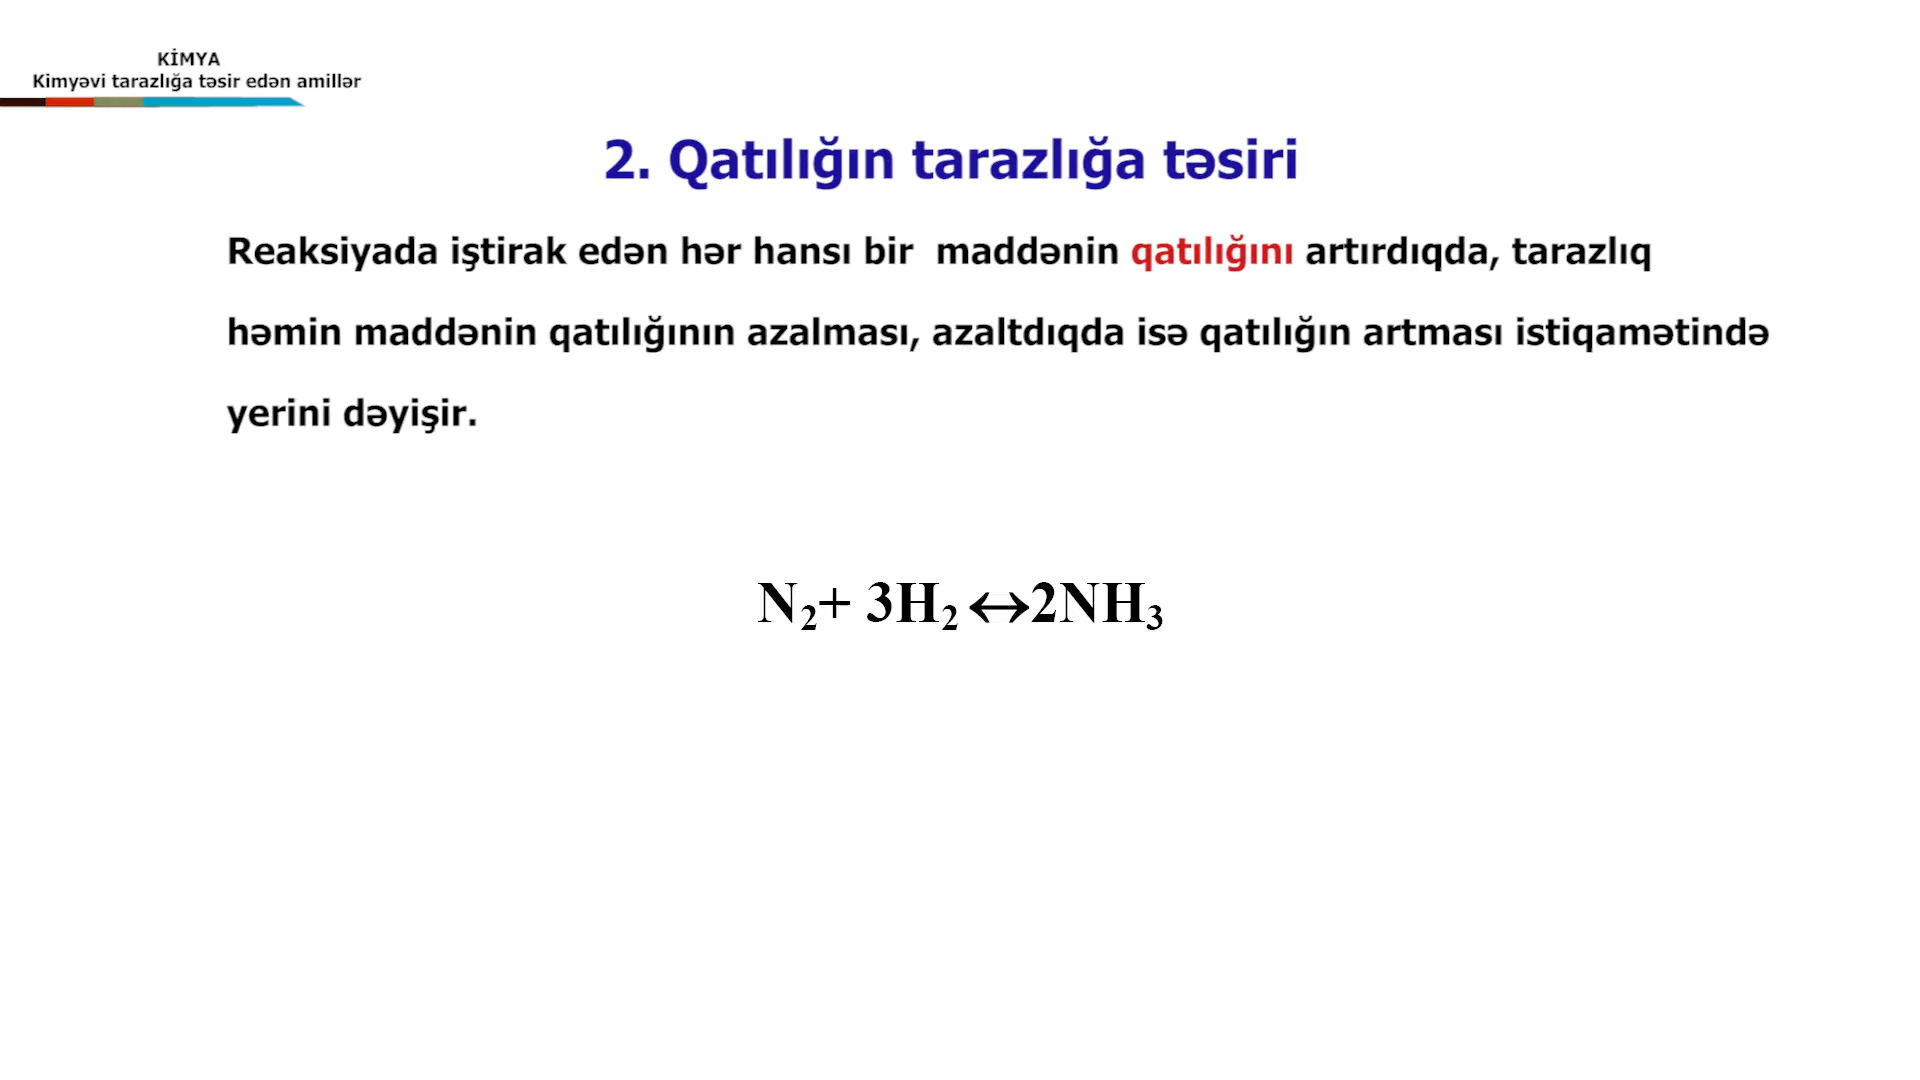 KİMYA
Kimyəvi tarazlığa təsir edən amillər
2. Qatılığın tarazlığa təsiri
Reaksiyada iştirak edən hər hansı bir maddənin qatılığını artırdıqda, tarazlıq
həmin maddənin qatılığının azalması, azaltdıqda isə qatılığın artması istiqamətində
yerini dəyişir.
N₂+ 3H₂ ↔2NH₃